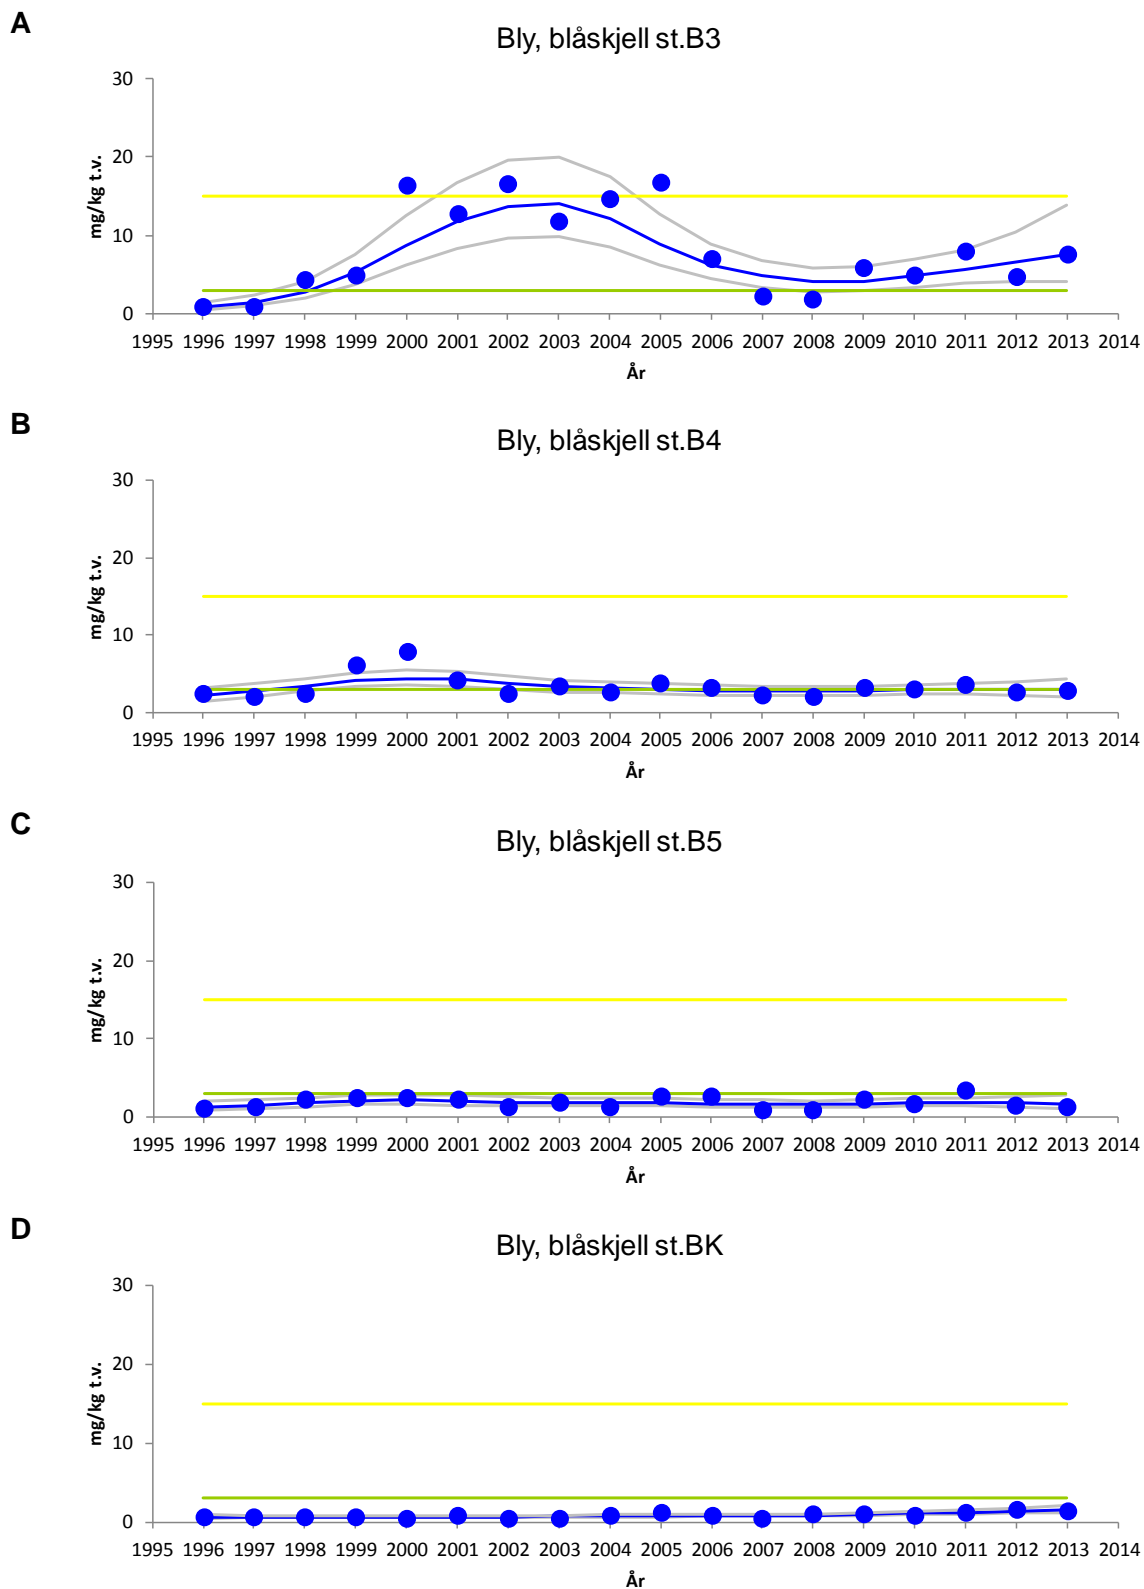 A
Bly, blåskjell st.B3
30
20
10
0
mg/kg t.v.
1995 1996 1997 1998 1999 2000 2001 2002 2003 2004 2005 2006 2007 2008 2009 2010 2011 2012 2013 2014
År
B
Bly, blåskjell st.B4
30
20
10
0
mg/kg t.v.
1995 1996 1997 1998 1999 2000 2001 2002 2003 2004 2005 2006 2007 2008 2009 2010 2011 2012 2013 2014
År
C
Bly, blåskjell st.B5
30
20
10
0
mg/kg t.v.
1995 1996 1997 1998 1999 2000 2001 2002 2003 2004 2005 2006 2007 2008 2009 2010 2011 2012 2013 2014
År
D
Bly, blåskjell st.BK
30
20
10
0
mg/kg t.v.
1995 1996 1997 1998 1999 2000 2001 2002 2003 2004 2005 2006 2007 2008 2009 2010 2011 2012 2013 2014
År